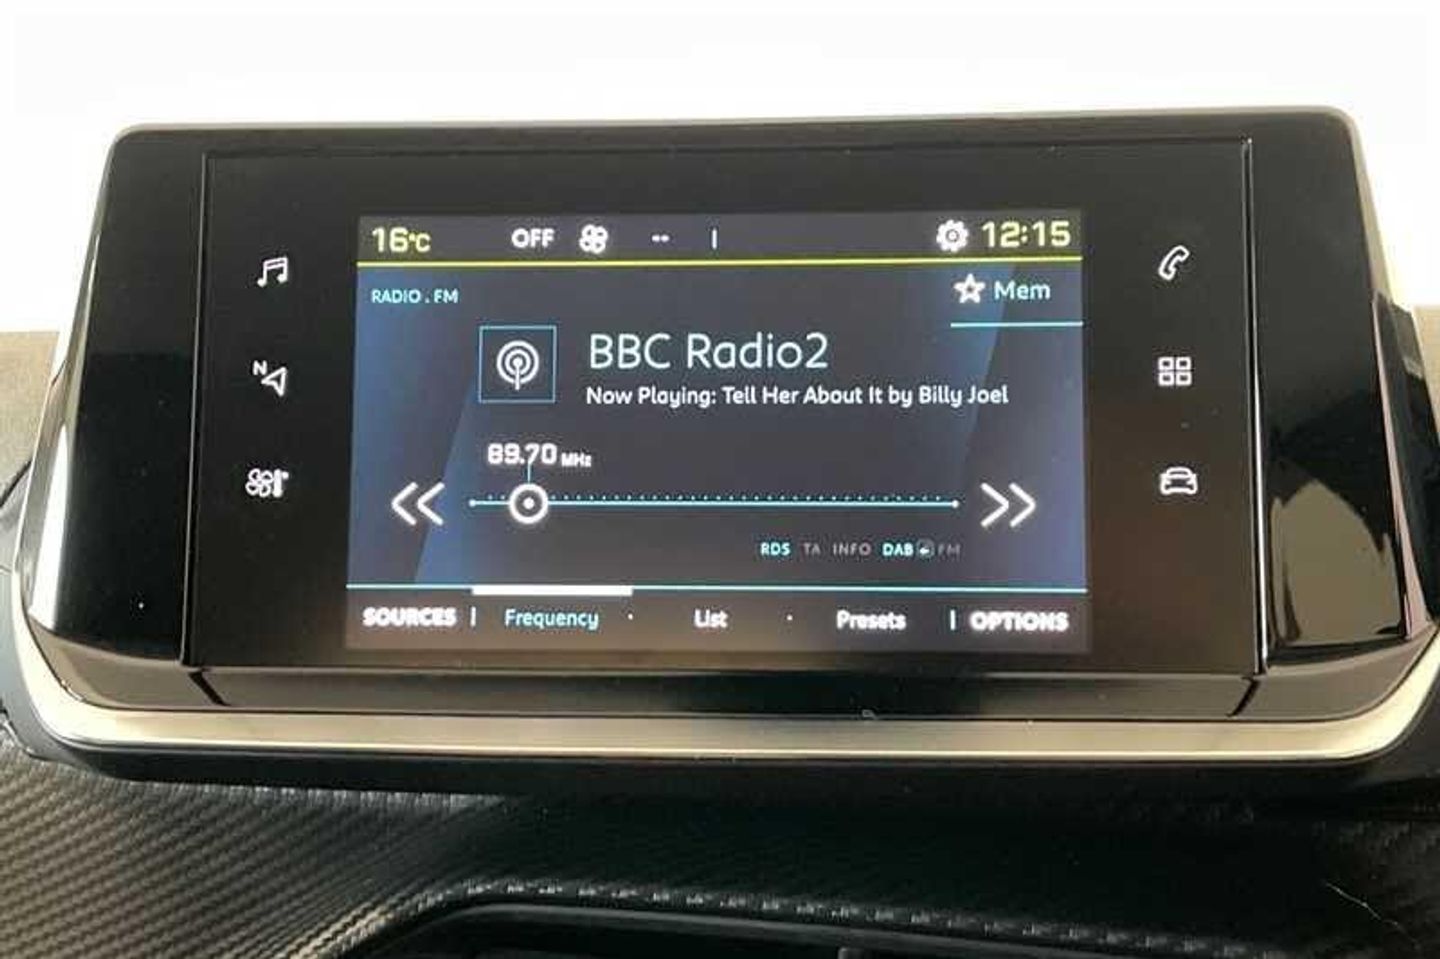 16°C OFF -- 12:15
RADIO . FM
Mem
BBC Radio2
Now Playing: Tell Her About It by Billy Joel
89.70 MHz
N
RDS TA INFO DAB FM
SOURCES Frequency List Presets OPTIONS